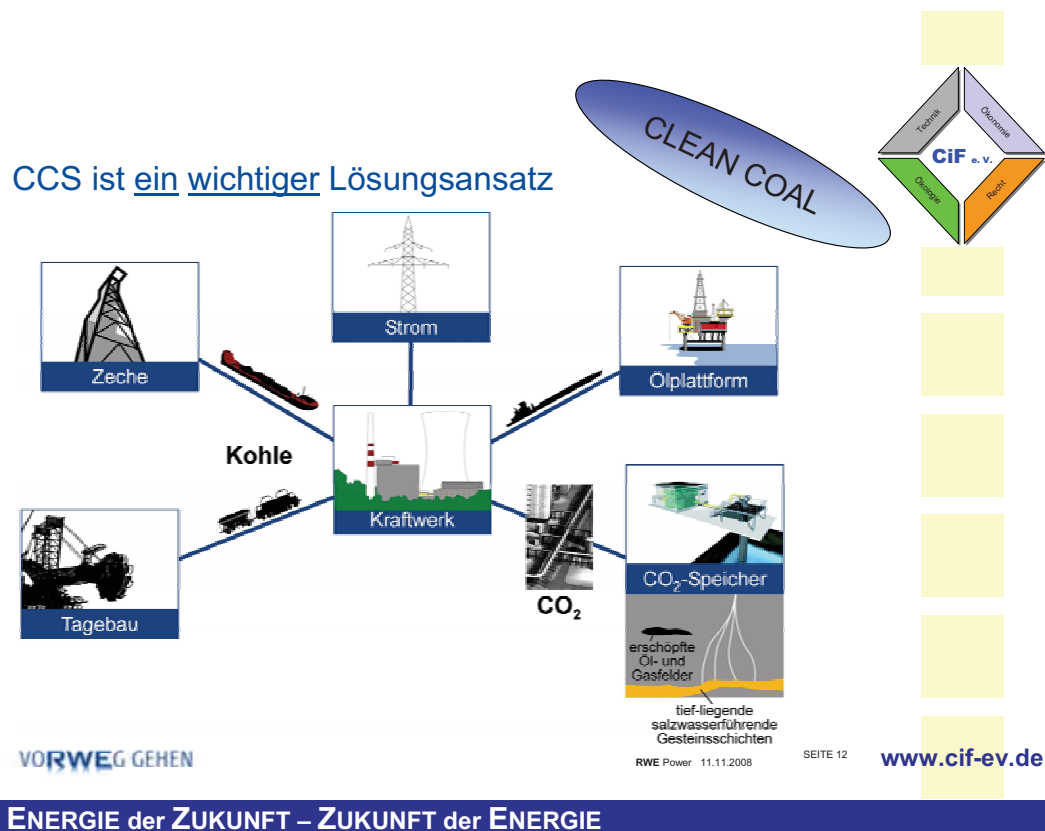 CLEAN COAL
Technik
Ökonomie
CiF e. V.
Ökologie
Recht
CCS ist ein wichtiger Lösungsansatz
Strom
Zeche
Ölplattform
Kohle
Kraftwerk
CO₂-Speicher
CO₂
Tagebau
erschöpfte
Öl- und
Gasfelder
tief-liegende
salzwasserführende
Gesteinsschichten
VORWEG GEHEN
RWE Power 11.11.2008
SEITE 12
www.cif-ev.de
ENERGIE der ZUKUNFT – ZUKUNFT der ENERGIE